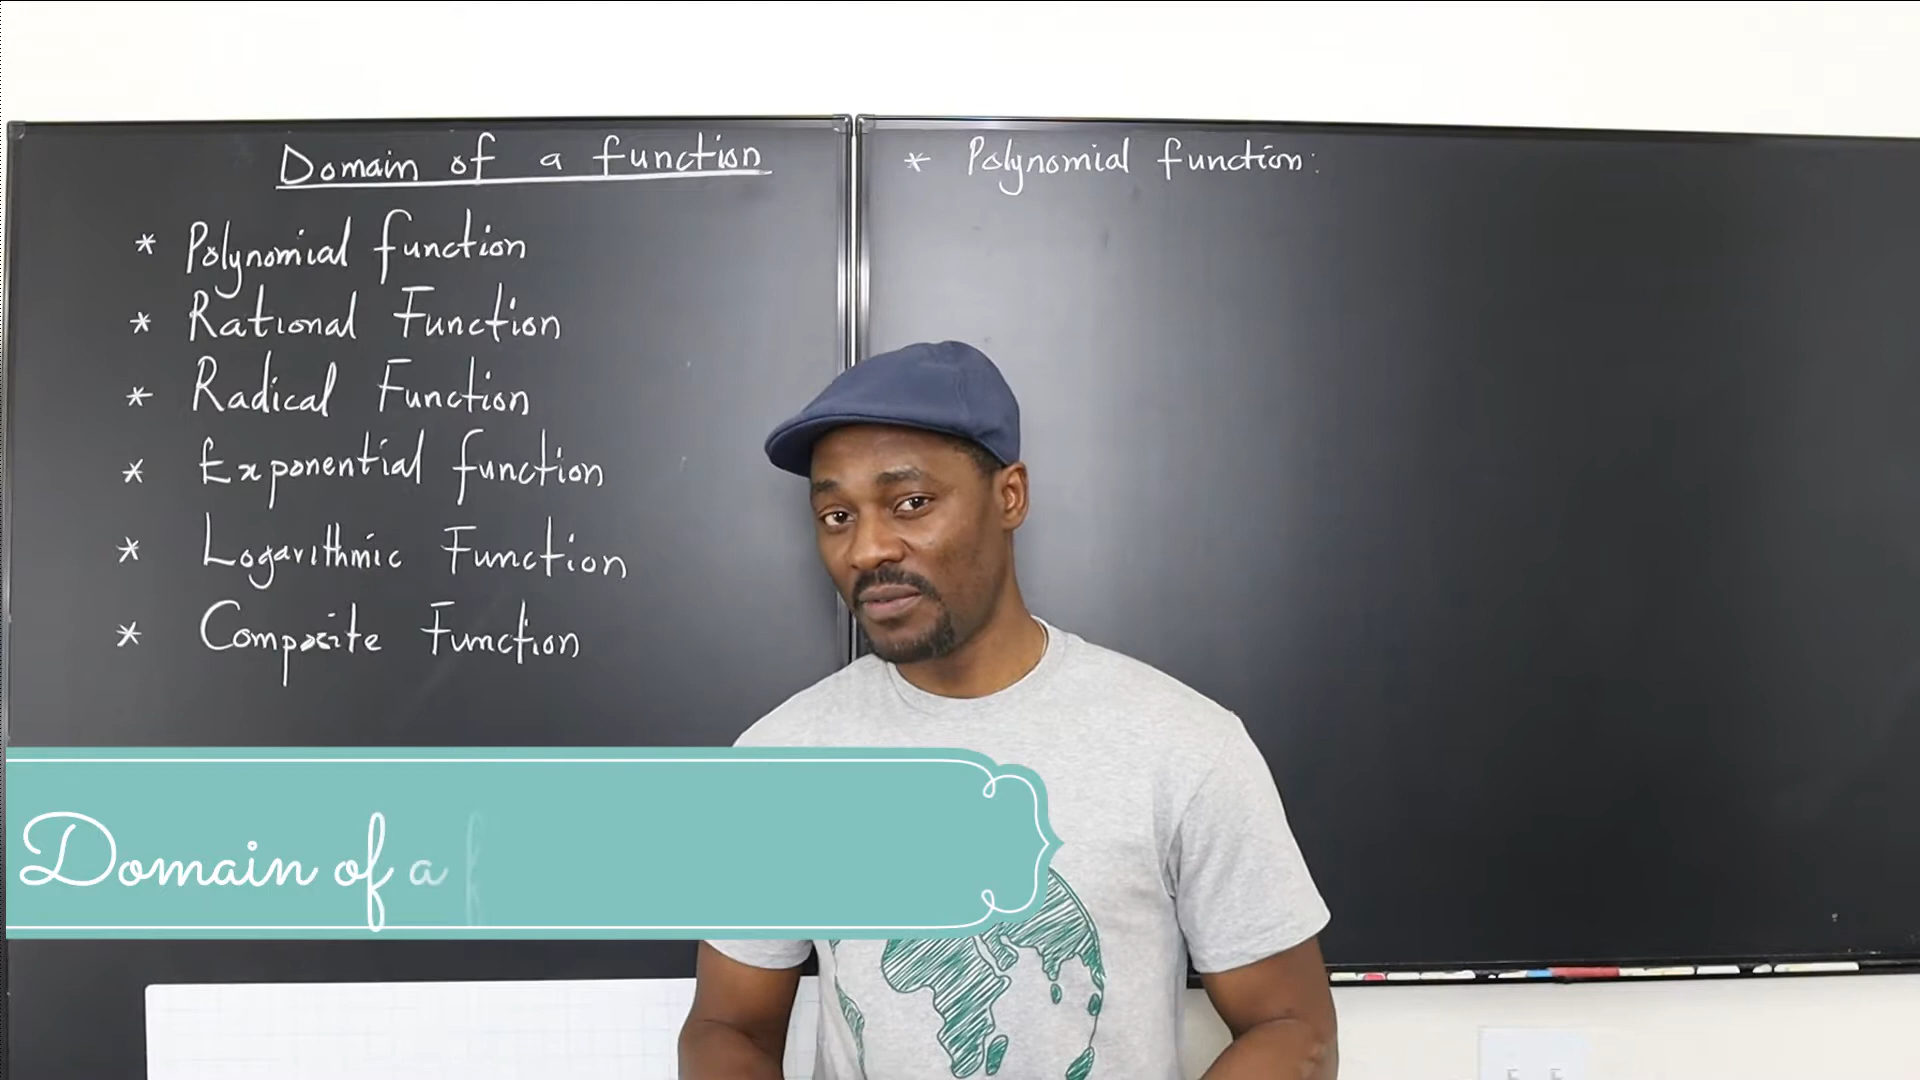 Domain of a function
* Polynomial function
* Rational Function
* Radical Function
* Exponential function
* Logarithmic Function
* Composite Function
* Polynomial function:
Domain of a f